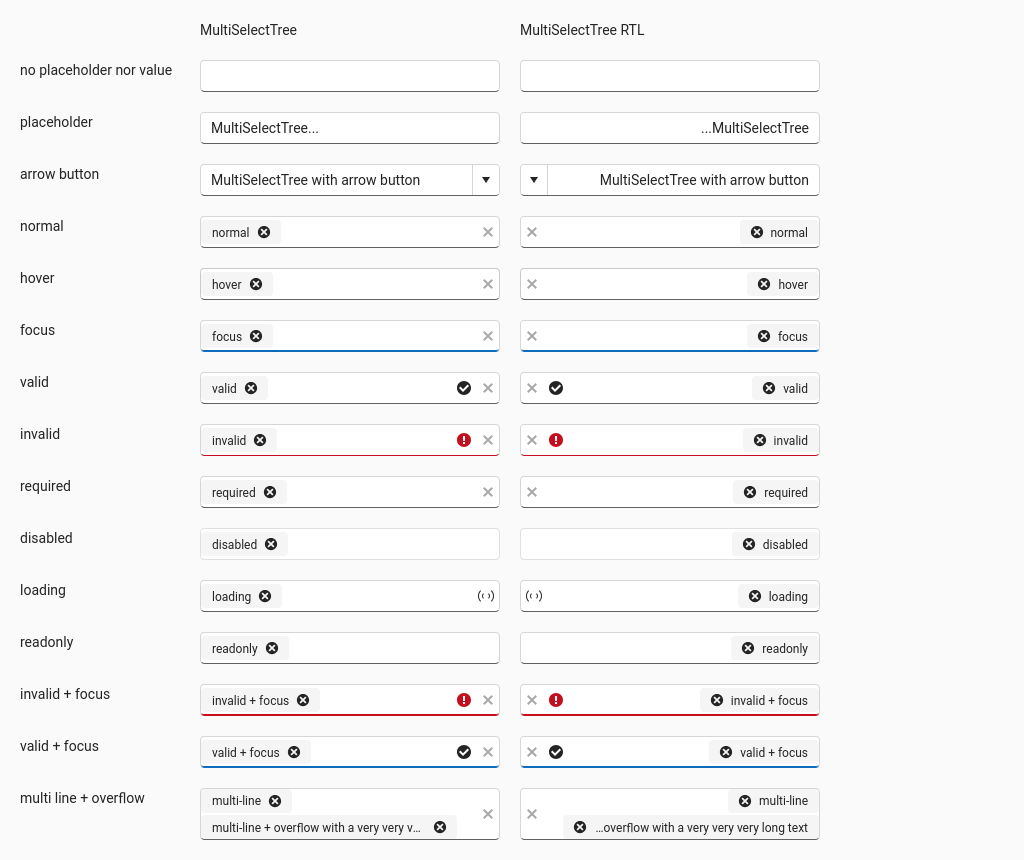 MultiSelectTree MultiSelectTree RTL
no placeholder nor value
placeholder MultiSelectTree... ...MultiSelectTree
arrow button MultiSelectTree with arrow button MultiSelectTree with arrow button
normal normal normal
hover hover hover
focus focus focus
valid valid valid
invalid invalid invalid
required required required
disabled disabled disabled
loading loading loading
readonly readonly readonly
invalid + focus invalid + focus invalid + focus
valid + focus valid + focus valid + focus
multi line + overflow multi-line multi-line
multi-line + overflow with a very very v... ...overflow with a very very very long text